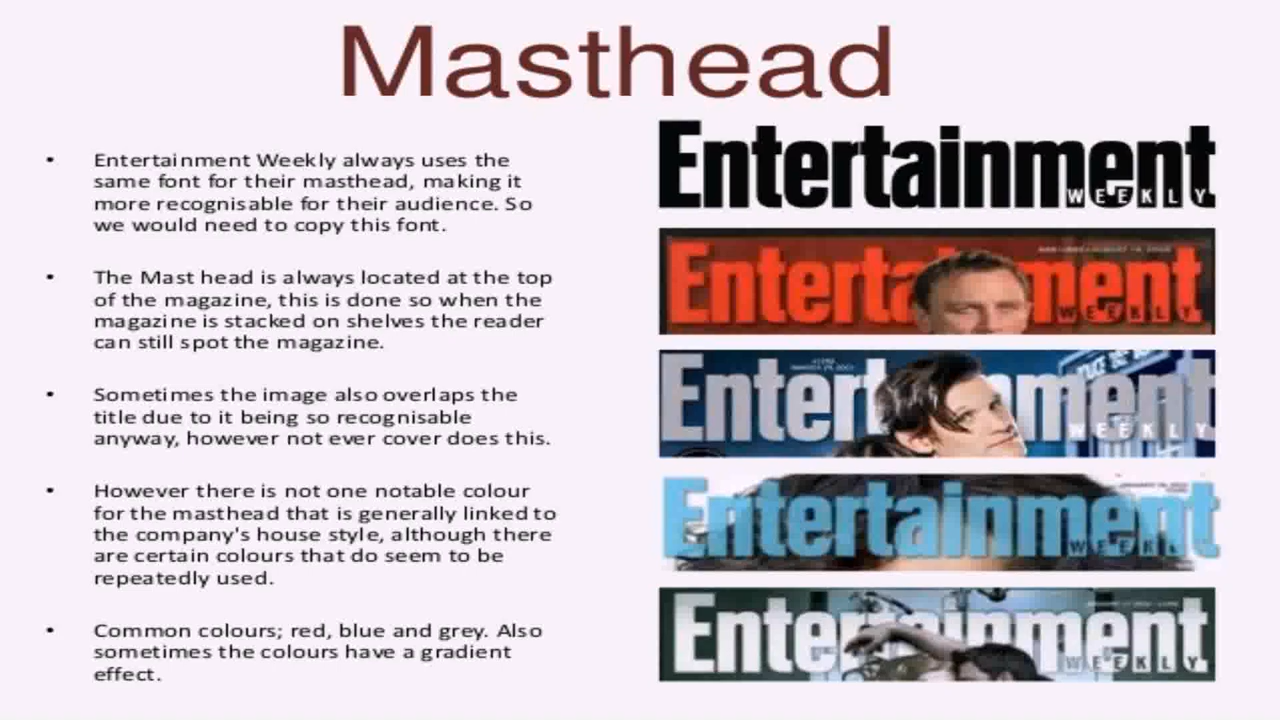 Masthead
• Entertainment Weekly always uses the
same font for their masthead, making it
more recognisable for their audience. So
we would need to copy this font.
• The Mast head is always located at the top
of the magazine, this is done so when the
magazine is stacked on shelves the reader
can still spot the magazine.
• Sometimes the image also overlaps the
title due to it being so recognisable
anyway, however not ever cover does this.
• However there is not one notable colour
for the masthead that is generally linked to
the company's house style, although there
are certain colours that do seem to be
repeatedly used.
• Common colours; red, blue and grey. Also
sometimes the colours have a gradient
effect.
Entertainment
WEEKLY
Enterta ment
WEEKLY
Entert nment
WEEKLY
Entertainment
WEEKLY
Enter ainment
WEEKLY